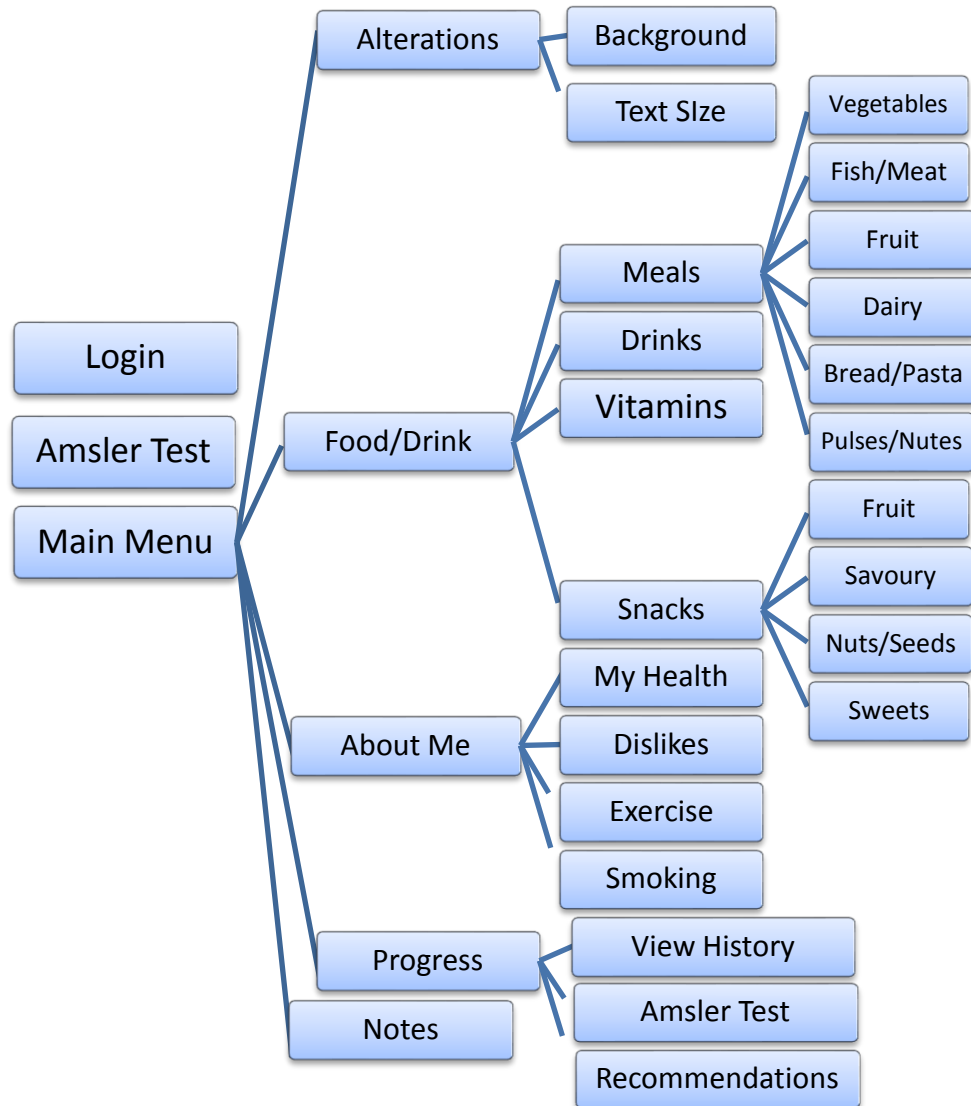 Login
Amsler Test
Main Menu
Alterations
Background
Text SIze
Food/Drink
Meals
Vegetables
Fish/Meat
Fruit
Dairy
Bread/Pasta
Pulses/Nutes
Drinks
Vitamins
Snacks
Fruit
Savoury
Nuts/Seeds
Sweets
About Me
My Health
Dislikes
Exercise
Smoking
Progress
View History
Amsler Test
Recommendations
Notes